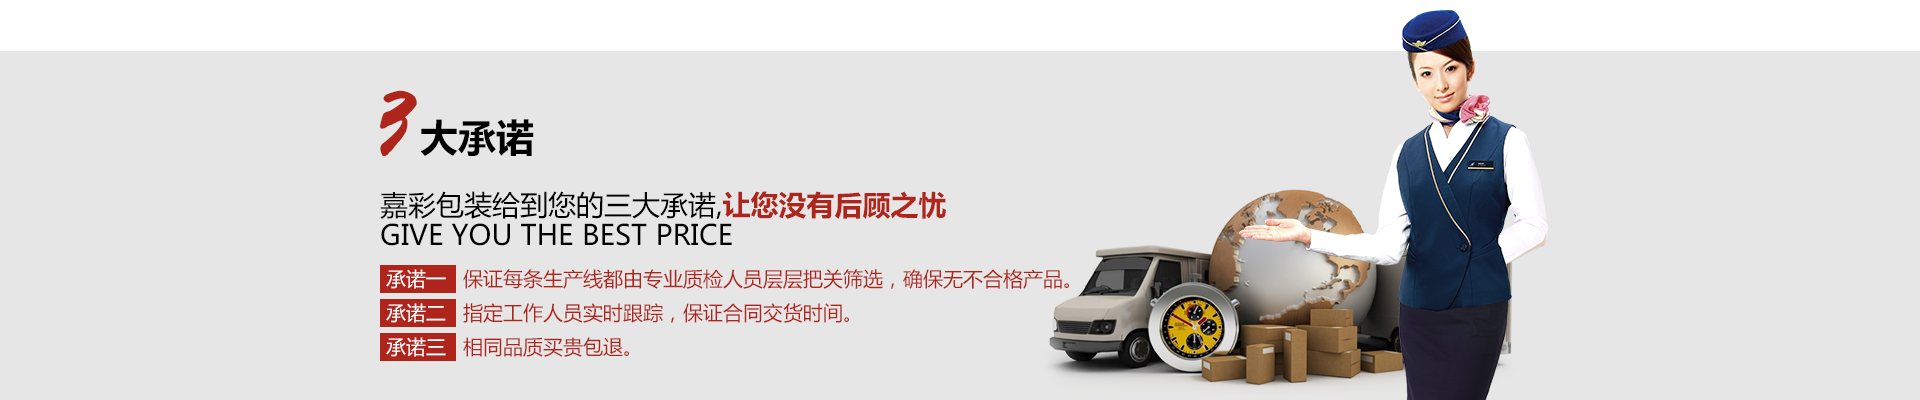 3大承诺
嘉彩包装给到您的三大承诺,让您没有后顾之忧
GIVE YOU THE BEST PRICE
承诺一 保证每条生产线都由专业质检人员层层把关筛选，确保无不合格产品。
承诺二 指定工作人员实时跟踪，保证合同交货时间。
承诺三 相同品质买贵包退。